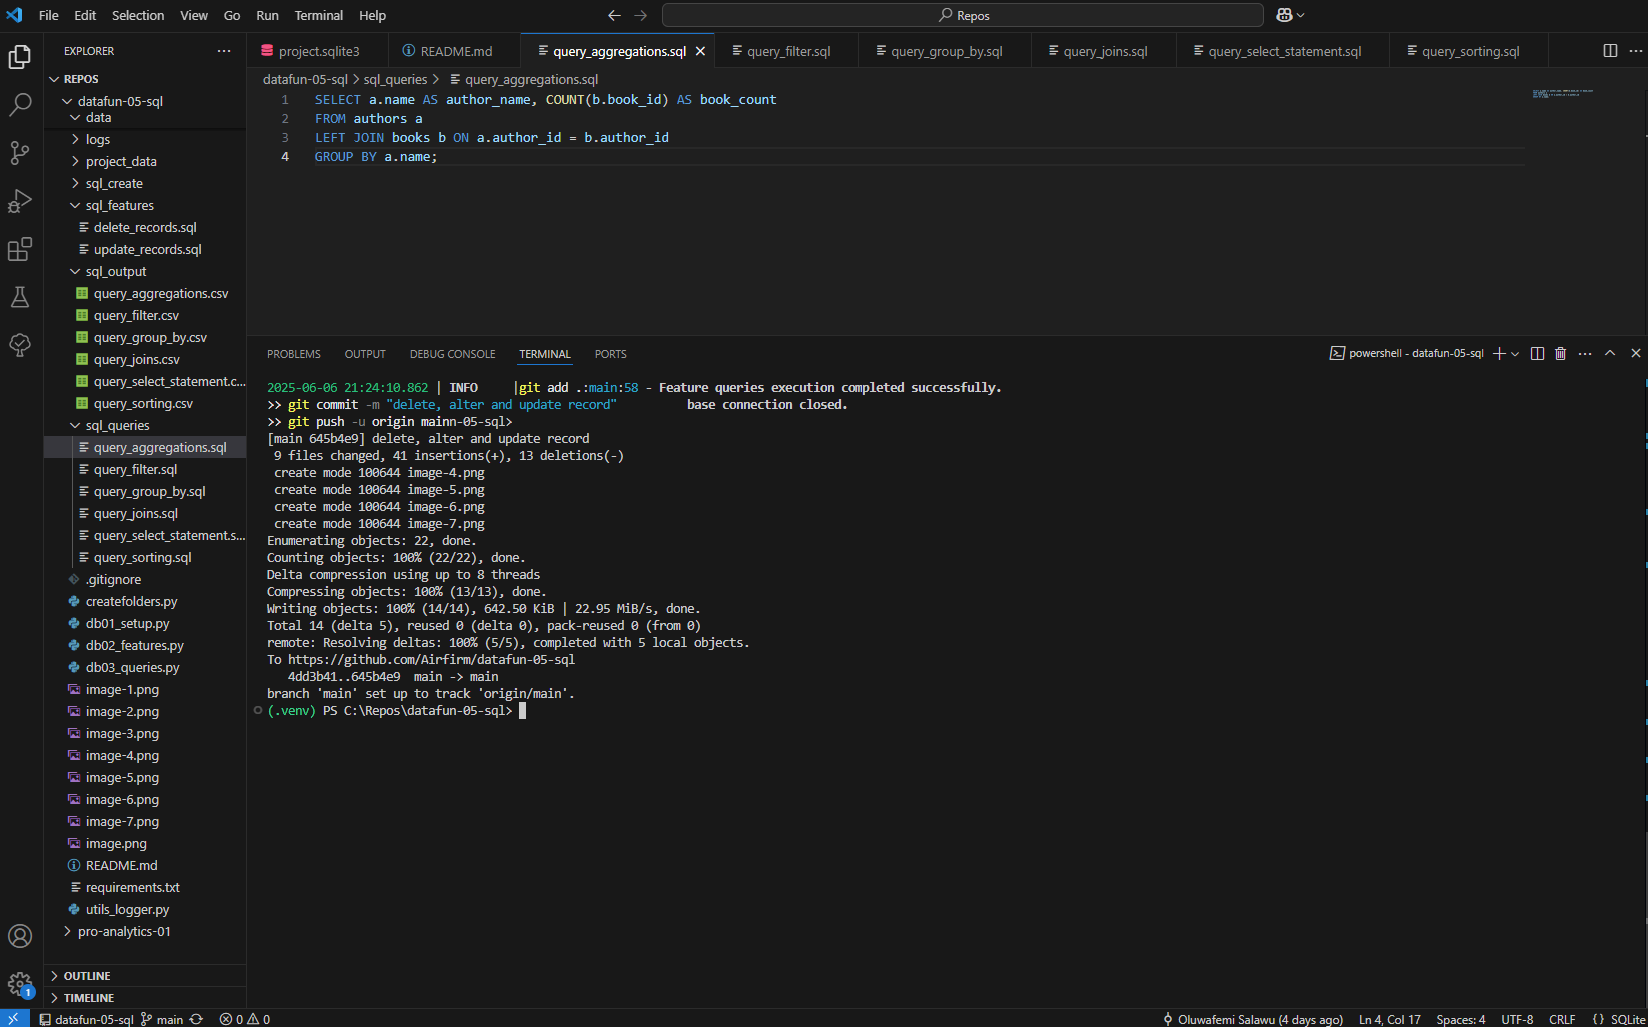 File Edit Selection View Go Run Terminal Help
Repos
EXPLORER
REPOS
datafun-05-sql
data
logs
project_data
sql_create
sql_features
delete_records.sql
update_records.sql
sql_output
query_aggregations.csv
query_filter.csv
query_group_by.csv
query_joins.csv
query_select_statement.c...
query_sorting.csv
sql_queries
query_aggregations.sql
query_filter.sql
query_group_by.sql
query_joins.sql
query_select_statement.s...
query_sorting.sql
.gitignore
createfolders.py
db01_setup.py
db02_features.py
db03_queries.py
image-1.png
image-2.png
image-3.png
image-4.png
image-5.png
image-6.png
image-7.png
image.png
README.md
requirements.txt
utils_logger.py
pro-analytics-01
OUTLINE
TIMELINE
project.sqlite3 README.md query_aggregations.sql query_filter.sql query_group_by.sql query_joins.sql query_select_statement.sql query_sorting.sql
datafun-05-sql > sql_queries > query_aggregations.sql
1 SELECT a.name AS author_name, COUNT(b.book_id) AS book_count
2 FROM authors a
3 LEFT JOIN books b ON a.author_id = b.author_id
4 GROUP BY a.name;
PROBLEMS OUTPUT DEBUG CONSOLE TERMINAL PORTS
powershell - datafun-05-sql
2025-06-06 21:24:10.862 | INFO     |git add .:main:58 - Feature queries execution completed successfully.
>> git commit -m "delete, alter and update record"          base connection closed.
>> git push -u origin mainn-05-sql>
[main 645b4e9] delete, alter and update record
9 files changed, 41 insertions(+), 13 deletions(-)
create mode 100644 image-4.png
create mode 100644 image-5.png
create mode 100644 image-6.png
create mode 100644 image-7.png
Enumerating objects: 22, done.
Counting objects: 100% (22/22), done.
Delta compression using up to 8 threads
Compressing objects: 100% (13/13), done.
Writing objects: 100% (14/14), 642.50 KiB | 22.95 MiB/s, done.
Total 14 (delta 5), reused 0 (delta 0), pack-reused 0 (from 0)
remote: Resolving deltas: 100% (5/5), completed with 5 local objects.
To https://github.com/Airfirm/datafun-05-sql
4dd3b41..645b4e9  main -> main
branch 'main' set up to track 'origin/main'.
(.venv) PS C:\Repos\datafun-05-sql>
1
datafun-05-sql main 0 0 Oluwafemi Salawu (4 days ago) Ln 4, Col 17 Spaces: 4 UTF-8 CRLF {} SQLite